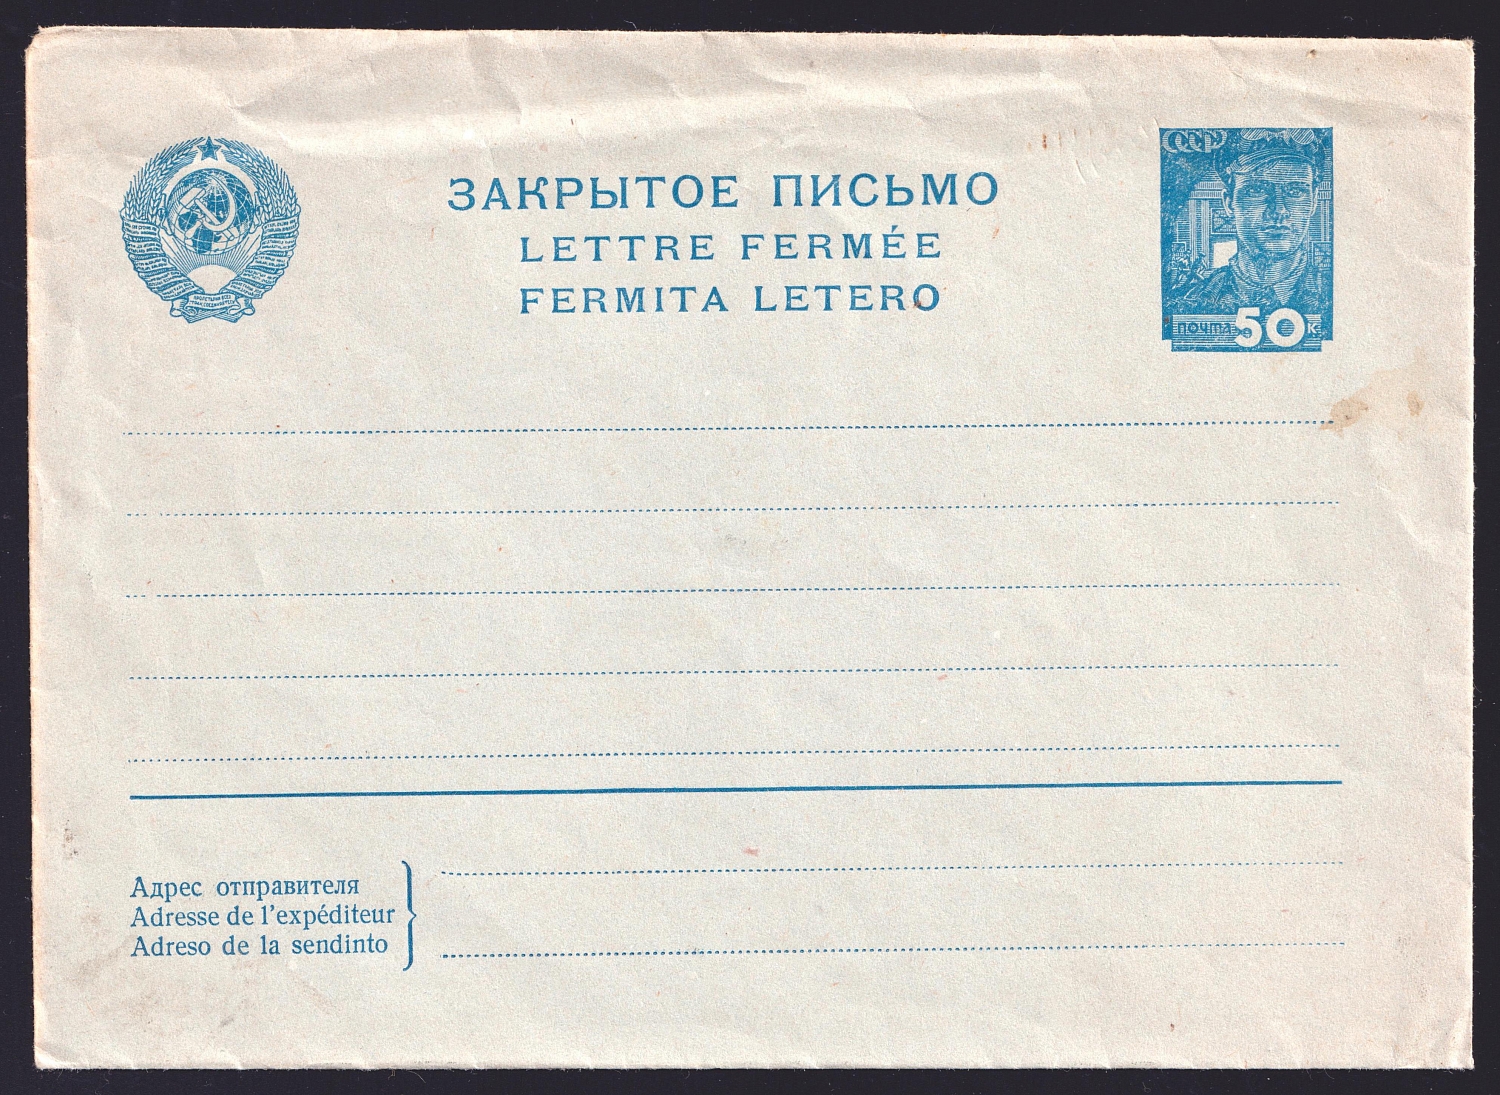 СССР
ЗАКРЫТОЕ ПИСЬМО
LETTRE FERMÉE
FERMITA LETERO
почта 50 к
Адрес отправителя
Adresse de l'expéditeur
Adreso de la sendinto